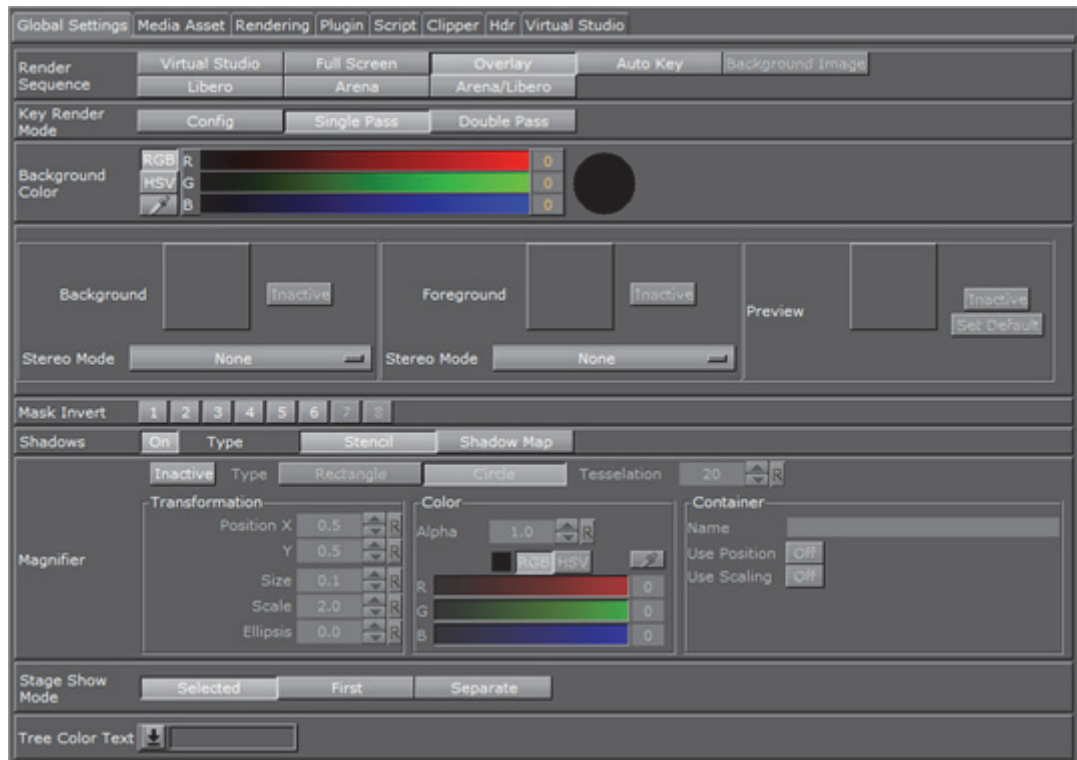 Global Settings Media Asset Rendering Plugin Script Clipper Hdr Virtual Studio
Render Sequence
Virtual Studio Full Screen Overlay Auto Key Background Image
Libero Arena Arena/Libero
Key Render Mode
Config Single Pass Double Pass
Background Color
RGB R 0
HSV G 0
B 0
Background Inactive
Stereo Mode None
Foreground Inactive
Stereo Mode None
Preview
Inactive
Set Default
Mask Invert 1 2 3 4 5 6 7 8
Shadows On Type Stencil Shadow Map
Magnifier
Inactive Type Rectangle Circle Tesselation 20 R
Transformation
Position X 0.5 R
Y 0.5 R
Size 0.1 R
Scale 2.0 R
Ellipsis 0.0 R
Color
Alpha 1.0 R
RGB HSV
R 0
G 0
B 0
Container
Name
Use Position Off
Use Scaling Off
Stage Show Mode
Selected First Separate
Tree Color Text